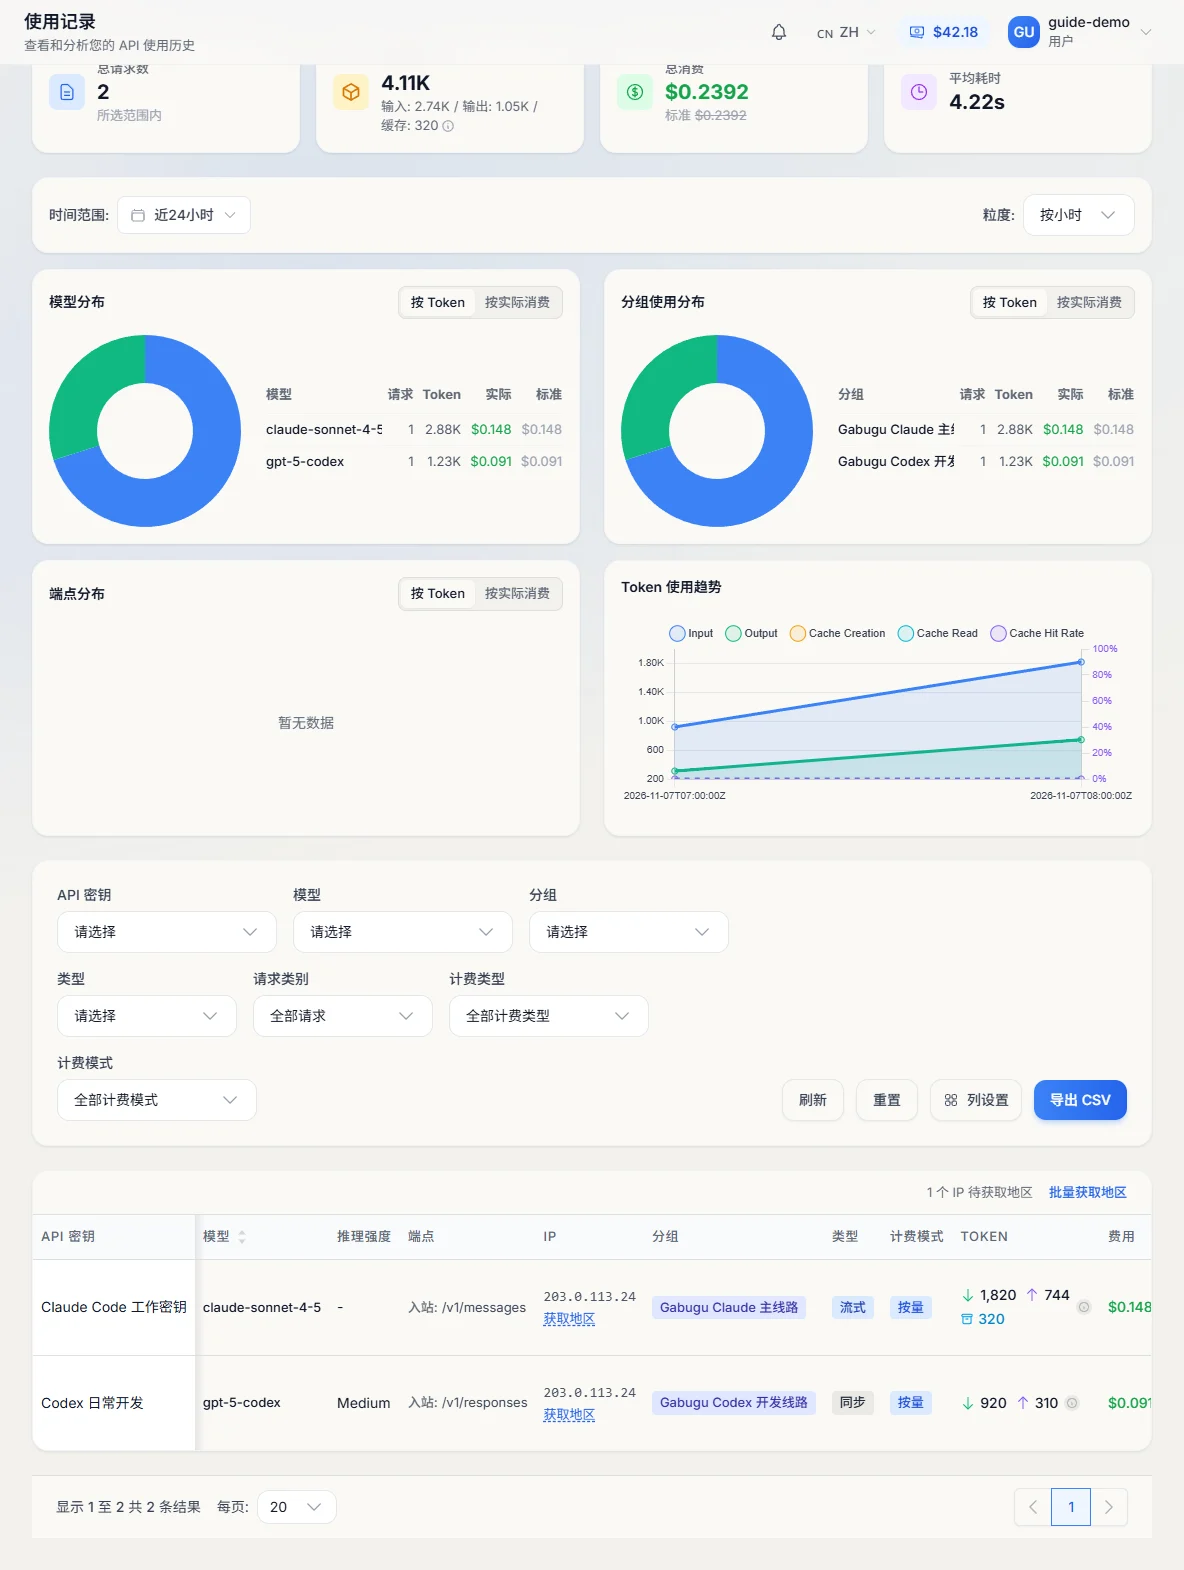 使用记录
查看和分析您的 API 使用历史
CN ZH
$42.18
GU
guide-demo
用户
总请求数
2
所选范围内
4.11K
输入: 2.74K / 输出: 1.05K /
缓存: 320
总消费
$0.2392
标准 $0.2392
平均耗时
4.22s
时间范围:
近24小时
粒度:
按小时
模型分布
按 Token 按实际消费
模型 请求 Token 实际 标准
claude-sonnet-4-5 1 2.88K $0.148 $0.148
gpt-5-codex 1 1.23K $0.091 $0.091
分组使用分布
按 Token 按实际消费
分组 请求 Token 实际 标准
Gabugu Claude 主 1 2.88K $0.148 $0.148
Gabugu Codex 开 1 1.23K $0.091 $0.091
端点分布
按 Token 按实际消费
暂无数据
Token 使用趋势
Input Output Cache Creation Cache Read Cache Hit Rate
1.80K
1.40K
1.00K
600
200
100%
80%
60%
40%
20%
0%
2026-11-07T07:00:00Z
2026-11-07T08:00:00Z
API 密钥 模型 分组
请选择 请选择 请选择
类型 请求类别 计费类型
请选择 全部请求 全部计费类型
计费模式
全部计费模式
刷新 重置 列设置 导出 CSV
1 个 IP 待获取地区 批量获取地区
API 密钥 模型 推理强度 端点 IP 分组 类型 计费模式 TOKEN 费用
Claude Code 工作密钥 claude-sonnet-4-5 - 入站: /v1/messages 203.0.113.24 获取地区 Gabugu Claude 主线路 流式 按量 1,820 744 320 $0.148
Codex 日常开发 gpt-5-codex Medium 入站: /v1/responses 203.0.113.24 获取地区 Gabugu Codex 开发线路 同步 按量 920 310 $0.091
显示 1 至 2 共 2 条结果 每页: 20
1